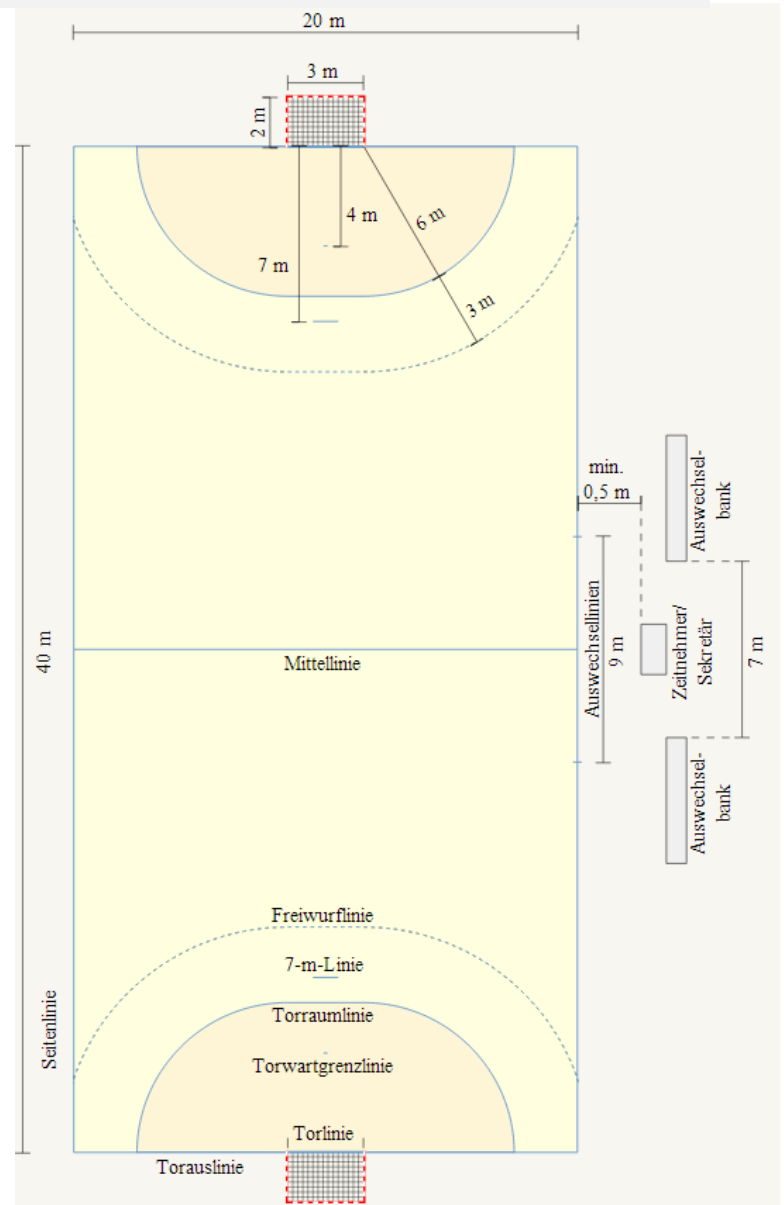 20 m
3 m
2 m
4 m
6 m
7 m
3 m
min.
0,5 m
Auswechsel-
bank
Auswechsellinien
9 m
Zeitnehmer/
Sekretär
7 m
40 m
Mittellinie
Auswechsel-
bank
Freiwurflinie
7-m-Linie
Torraumlinie
Seitenlinie
Torwartgrenzlinie
Torlinie
Torauslinie